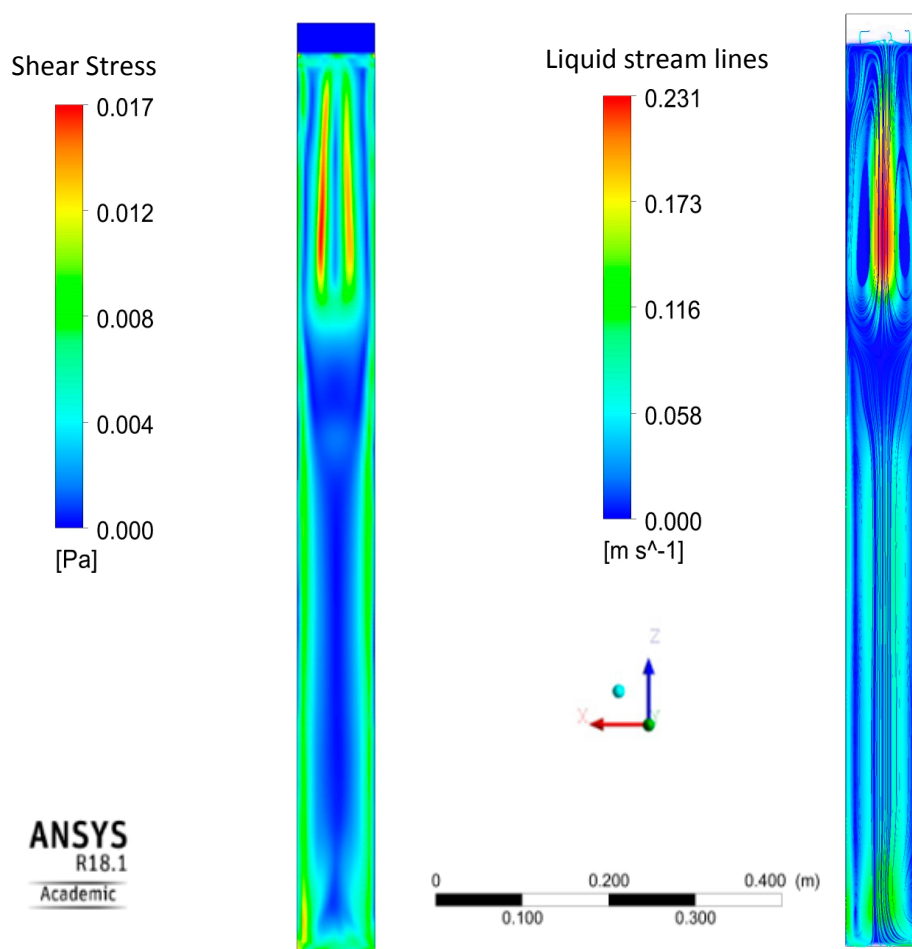 Shear Stress
0.017
0.012
0.008
0.004
0.000
[Pa]
Liquid stream lines
0.231
0.173
0.116
0.058
0.000
[m s^-1]
Z
X
Y
ANSYS
R18.1
Academic
0 0.200 0.400 (m)
0.100 0.300